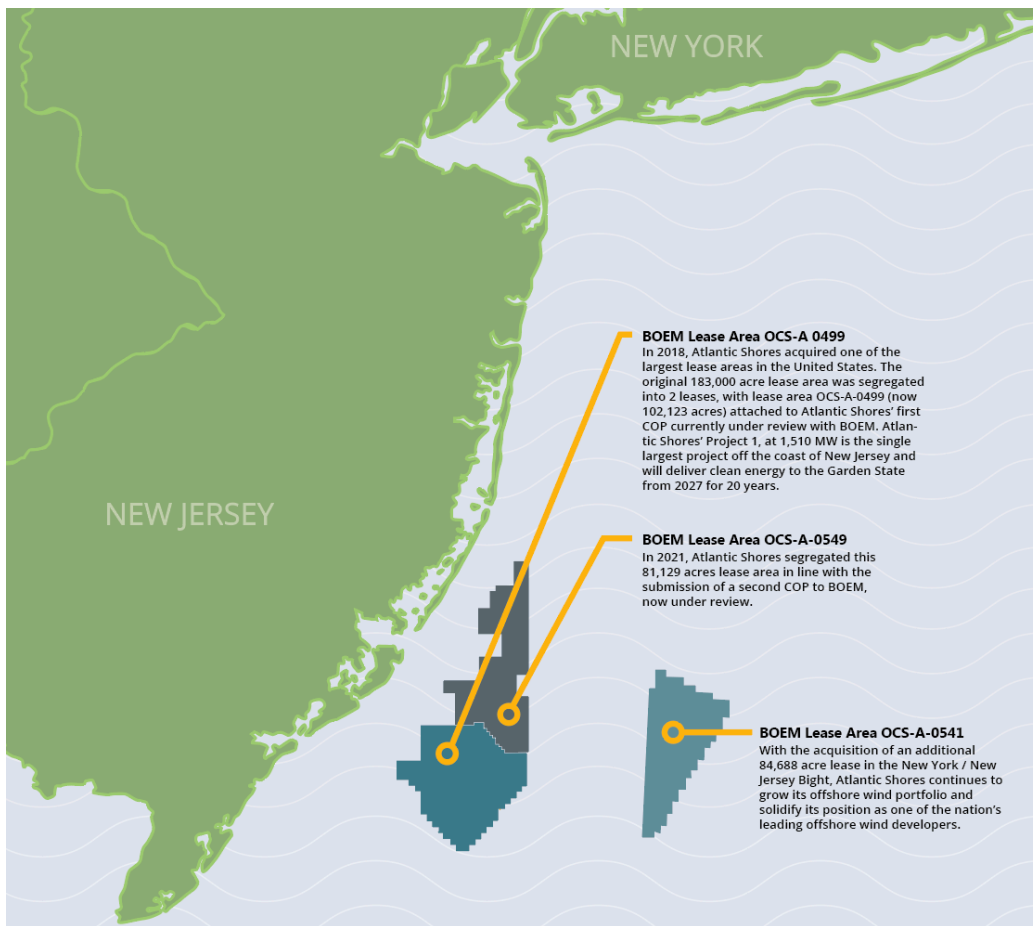 NEW YORK
BOEM Lease Area OCS-A 0499
In 2018, Atlantic Shores acquired one of the
largest lease areas in the United States. The
original 183,000 acre lease area was segregated
into 2 leases, with lease area OCS-A-0499 (now
102,123 acres) attached to Atlantic Shores' first
COP currently under review with BOEM. Atlan-
tic Shores' Project 1, at 1,510 MW is the single
largest project off the coast of New Jersey and
will deliver clean energy to the Garden State
from 2027 for 20 years.
NEW JERSEY
BOEM Lease Area OCS-A-0549
In 2021, Atlantic Shores segregated this
81,129 acres lease area in line with the
submission of a second COP to BOEM,
now under review.
BOEM Lease Area OCS-A-0541
With the acquisition of an additional
84,688 acre lease in the New York / New
Jersey Bight, Atlantic Shores continues to
grow its offshore wind portfolio and
solidify its position as one of the nation's
leading offshore wind developers.